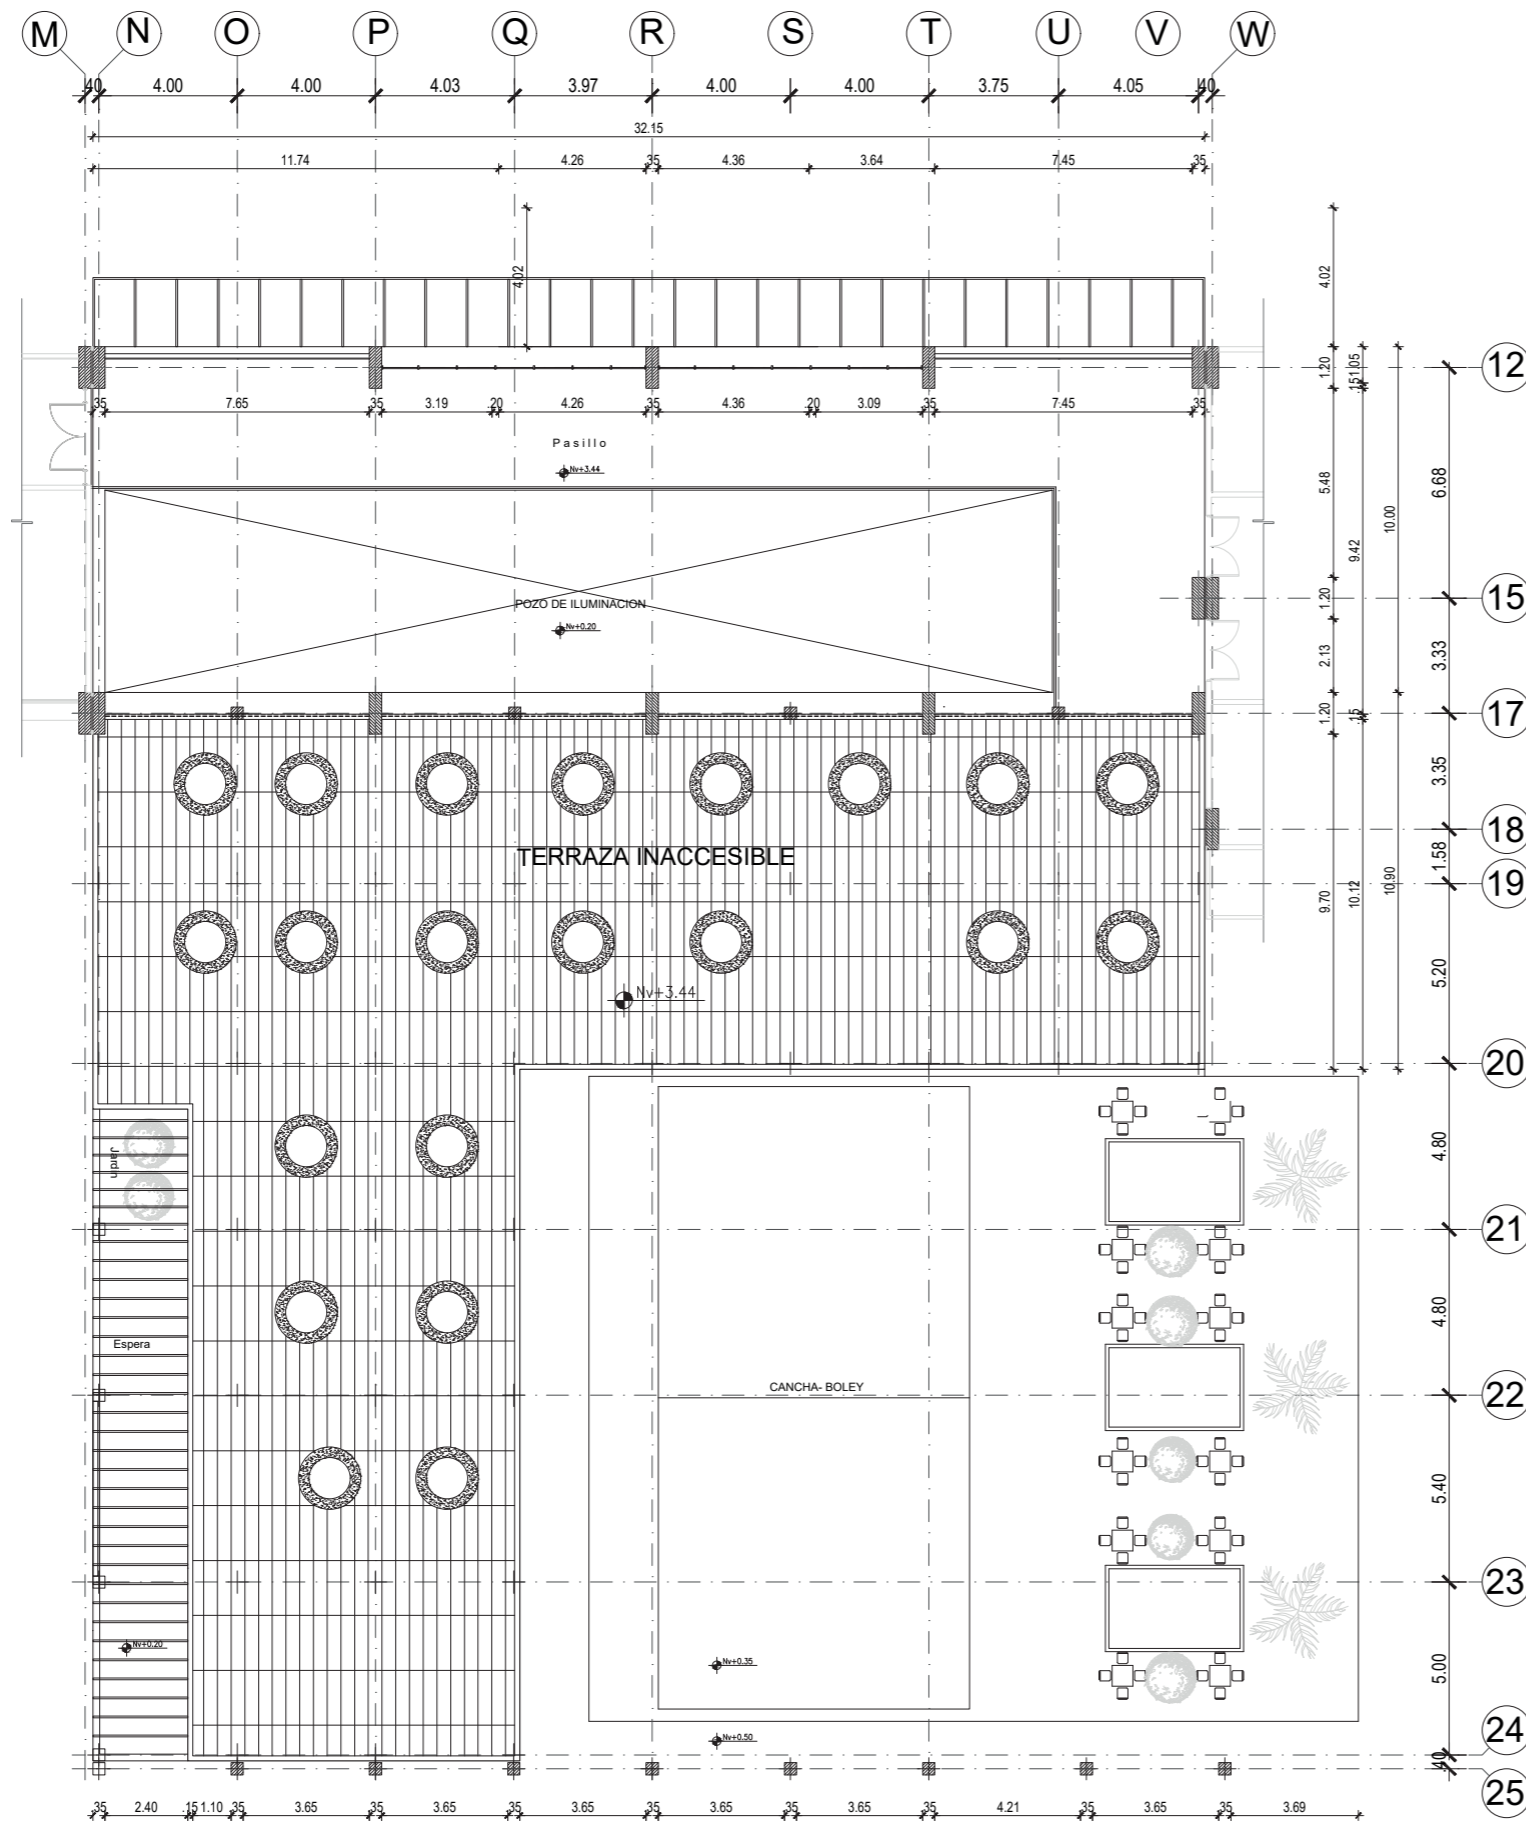 M N O P Q R S T U V W
.40 4.00 4.00 4.03 3.97 4.00 4.00 3.75 4.05 .40
32.15
11.74 4.26 .35 4.36 3.64 7.45 .35
4.02 4.02
12
1.20 .15 1.05
.35 7.65 .35 3.19 .20 4.26 .35 4.36 .20 3.09 .35 7.45 .35
Pasillo
Nv+3.44
5.48 6.68
10.00
9.42
15
POZO DE ILUMINACION
1.20
Nv+0.20
2.13 3.33
17
1.20 .15
3.35
18
TERRAZA INACCESIBLE
1.58
19
9.70 10.12 10.90
5.20
Nv+3.44
20
4.80
Jardin
21
4.80
Espera
CANCHA- BOLEY
22
5.40
23
Nv+0.20
Nv+0.35
5.00
24
Nv+0.50
.40
25
.35 2.40 .15 1.10 .35 3.65 .35 3.65 .35 3.65 .35 3.65 .35 3.65 .35 4.21 .35 3.65 .35 3.69